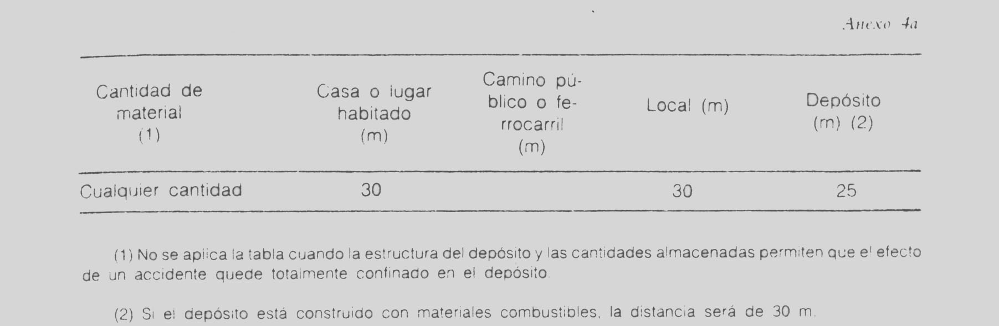 Anexo 4a
Cantidad de
material
(1)
Casa o lugar
habitado
(m)
Camino pú-
blico o fe-
rrocarril
(m)
Local (m)
Depósito
(m) (2)
Cualquier cantidad 30 30 25
(1) No se aplica la tabla cuando la estructura del depósito y las cantidades almacenadas permiten que el efecto
de un accidente quede totalmente confinado en el depósito.
(2) Si el depósito está construido con materiales combustibles, la distancia será de 30 m.